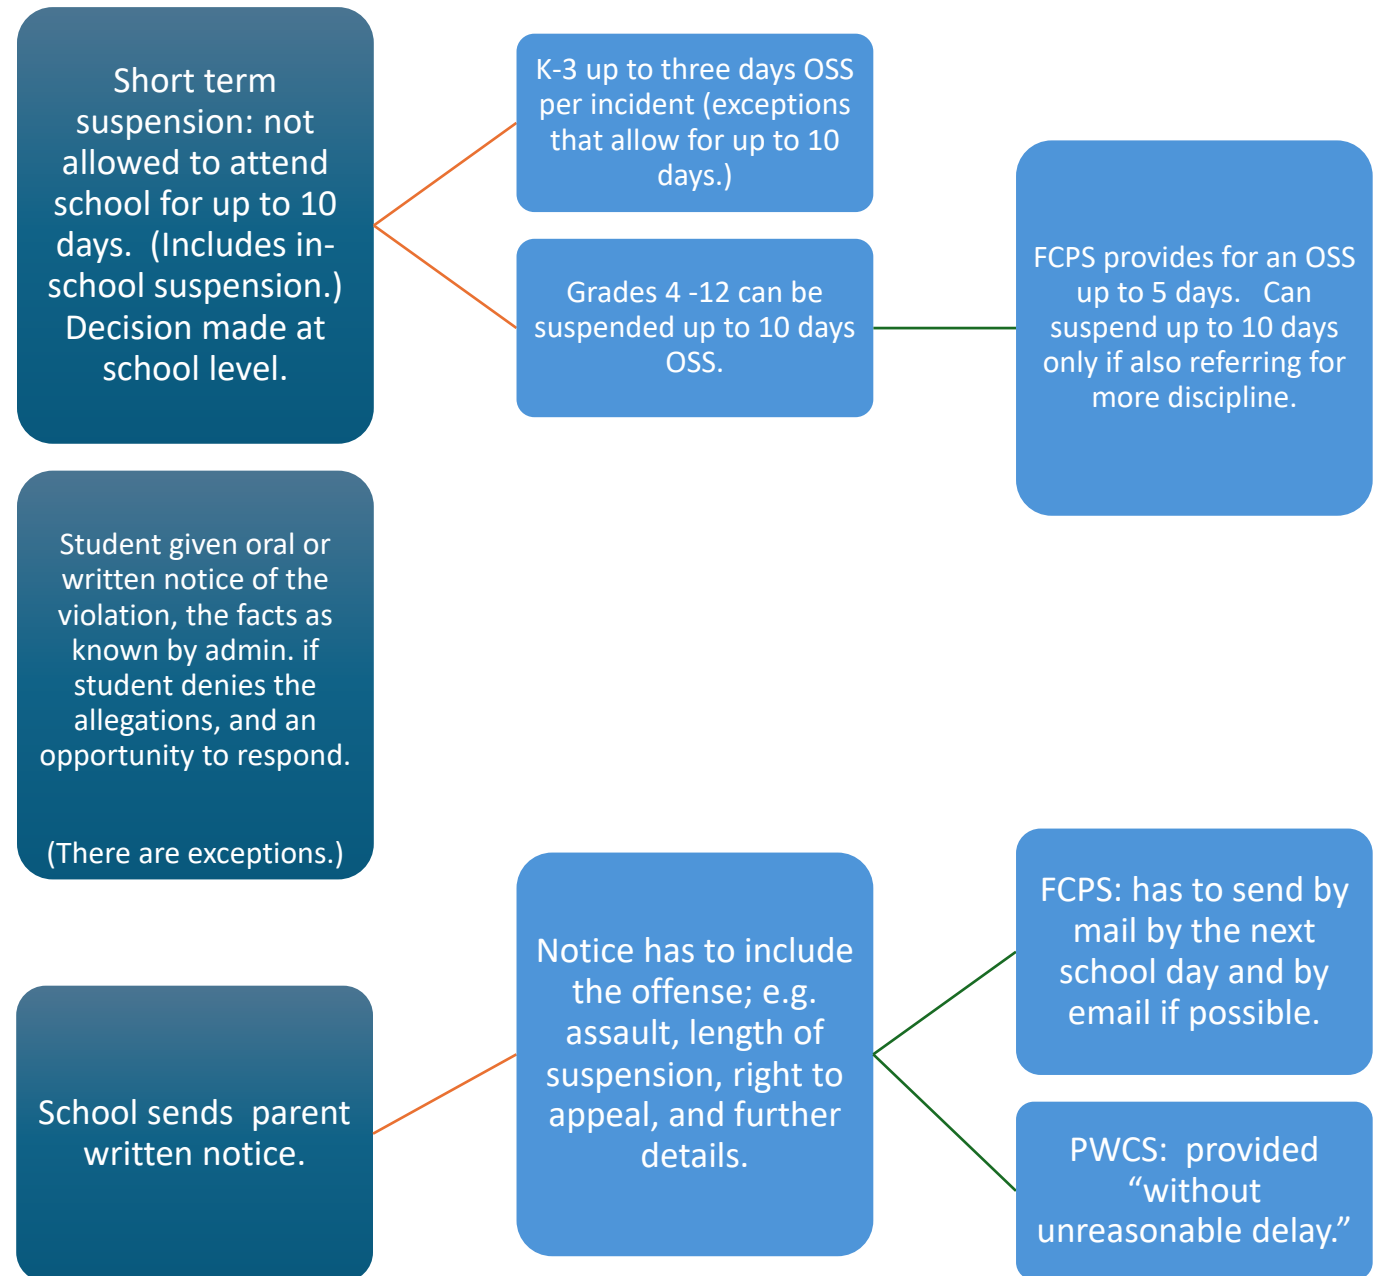 Short term
suspension: not
allowed to attend
school for up to 10
days.  (Includes in-
school suspension.)
Decision made at
school level.
K-3 up to three days OSS
per incident (exceptions
that allow for up to 10
days.)
Grades 4 -12 can be
suspended up to 10 days
OSS.
FCPS provides for an OSS
up to 5 days.   Can
suspend up to 10 days
only if also referring for
more discipline.
Student given oral or
written notice of the
violation, the facts as
known by admin. if
student denies the
allegations, and an
opportunity to respond.
(There are exceptions.)
School sends  parent
written notice.
Notice has to include
the offense; e.g.
assault, length of
suspension, right to
appeal, and further
details.
FCPS: has to send by
mail by the next
school day and by
email if possible.
PWCS:  provided
“without
unreasonable delay.”